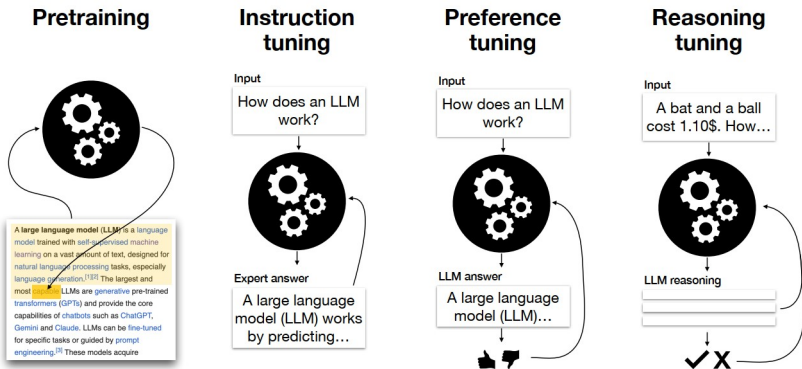 Pretraining
A large language model (LLM) is a language
model trained with self-supervised machine
learning on a vast amount of text, designed for
natural language processing tasks, especially
language generation.[1][2] The largest and
most capable LLMs are generative pre-trained
transformers (GPTs) and provide the core
capabilities of chatbots such as ChatGPT,
Gemini and Claude. LLMs can be fine-tuned
for specific tasks or guided by prompt
engineering.[3] These models acquire
Instruction
tuning
Input
How does an LLM
work?
Expert answer
A large language
model (LLM) works
by predicting…
Preference
tuning
Input
How does an LLM
work?
LLM answer
A large language
model (LLM)…
Reasoning
tuning
Input
A bat and a ball
cost 1.10$. How…
LLM reasoning